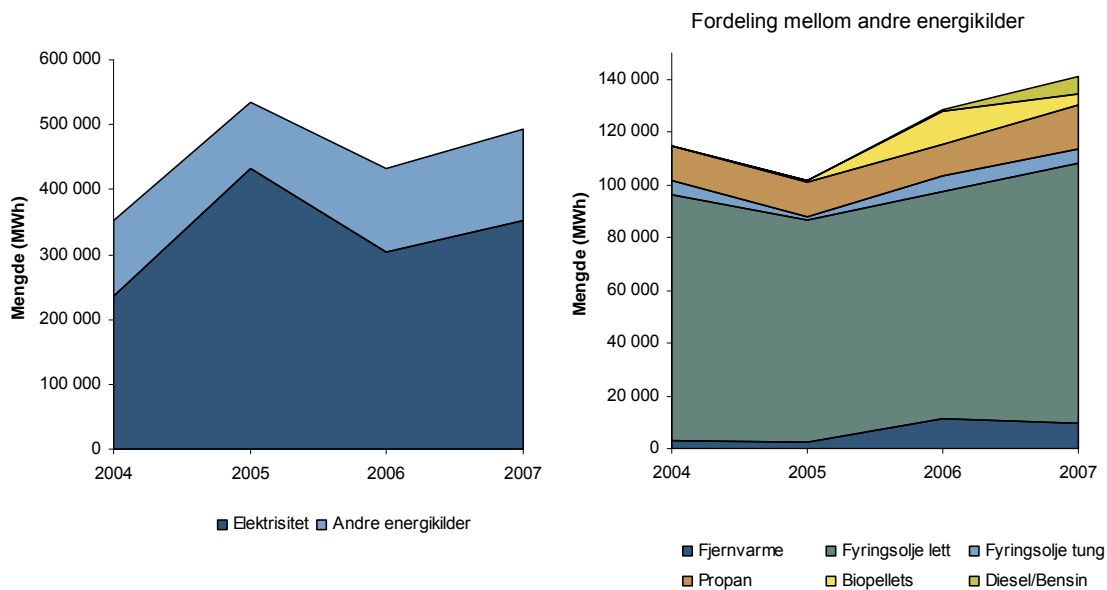 600 000
500 000
400 000
300 000
200 000
100 000
0
Mengde (MWh)
2004 2005 2006 2007
Elektrisitet Andre energikilder
Fordeling mellom andre energikilder
140 000
120 000
100 000
80 000
60 000
40 000
20 000
0
Mengde (MWh)
2004 2005 2006 2007
Fjernvarme Fyringsolje lett Fyringsolje tung
Propan Biopellets Diesel/Bensin